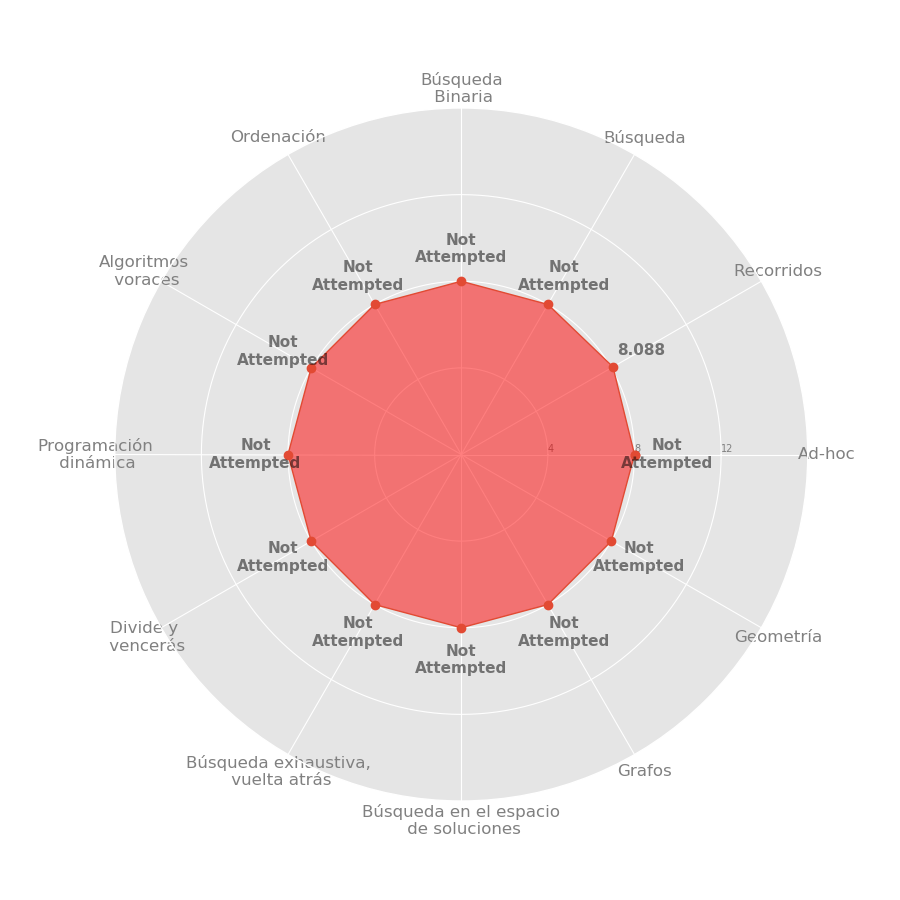 Búsqueda
Binaria
Ordenación
Búsqueda
Algoritmos
voraces
Recorridos
Not
Attempted
Not
Attempted
Not
Attempted
Not
Attempted
8.088
Programación
dinámica
Not
Attempted
4
8
12
Not
Attempted
Ad-hoc
Not
Attempted
Not
Attempted
Divide y
vencerás
Geometría
Not
Attempted
Not
Attempted
Not
Attempted
Búsqueda exhaustiva,
vuelta atrás
Grafos
Búsqueda en el espacio
de soluciones